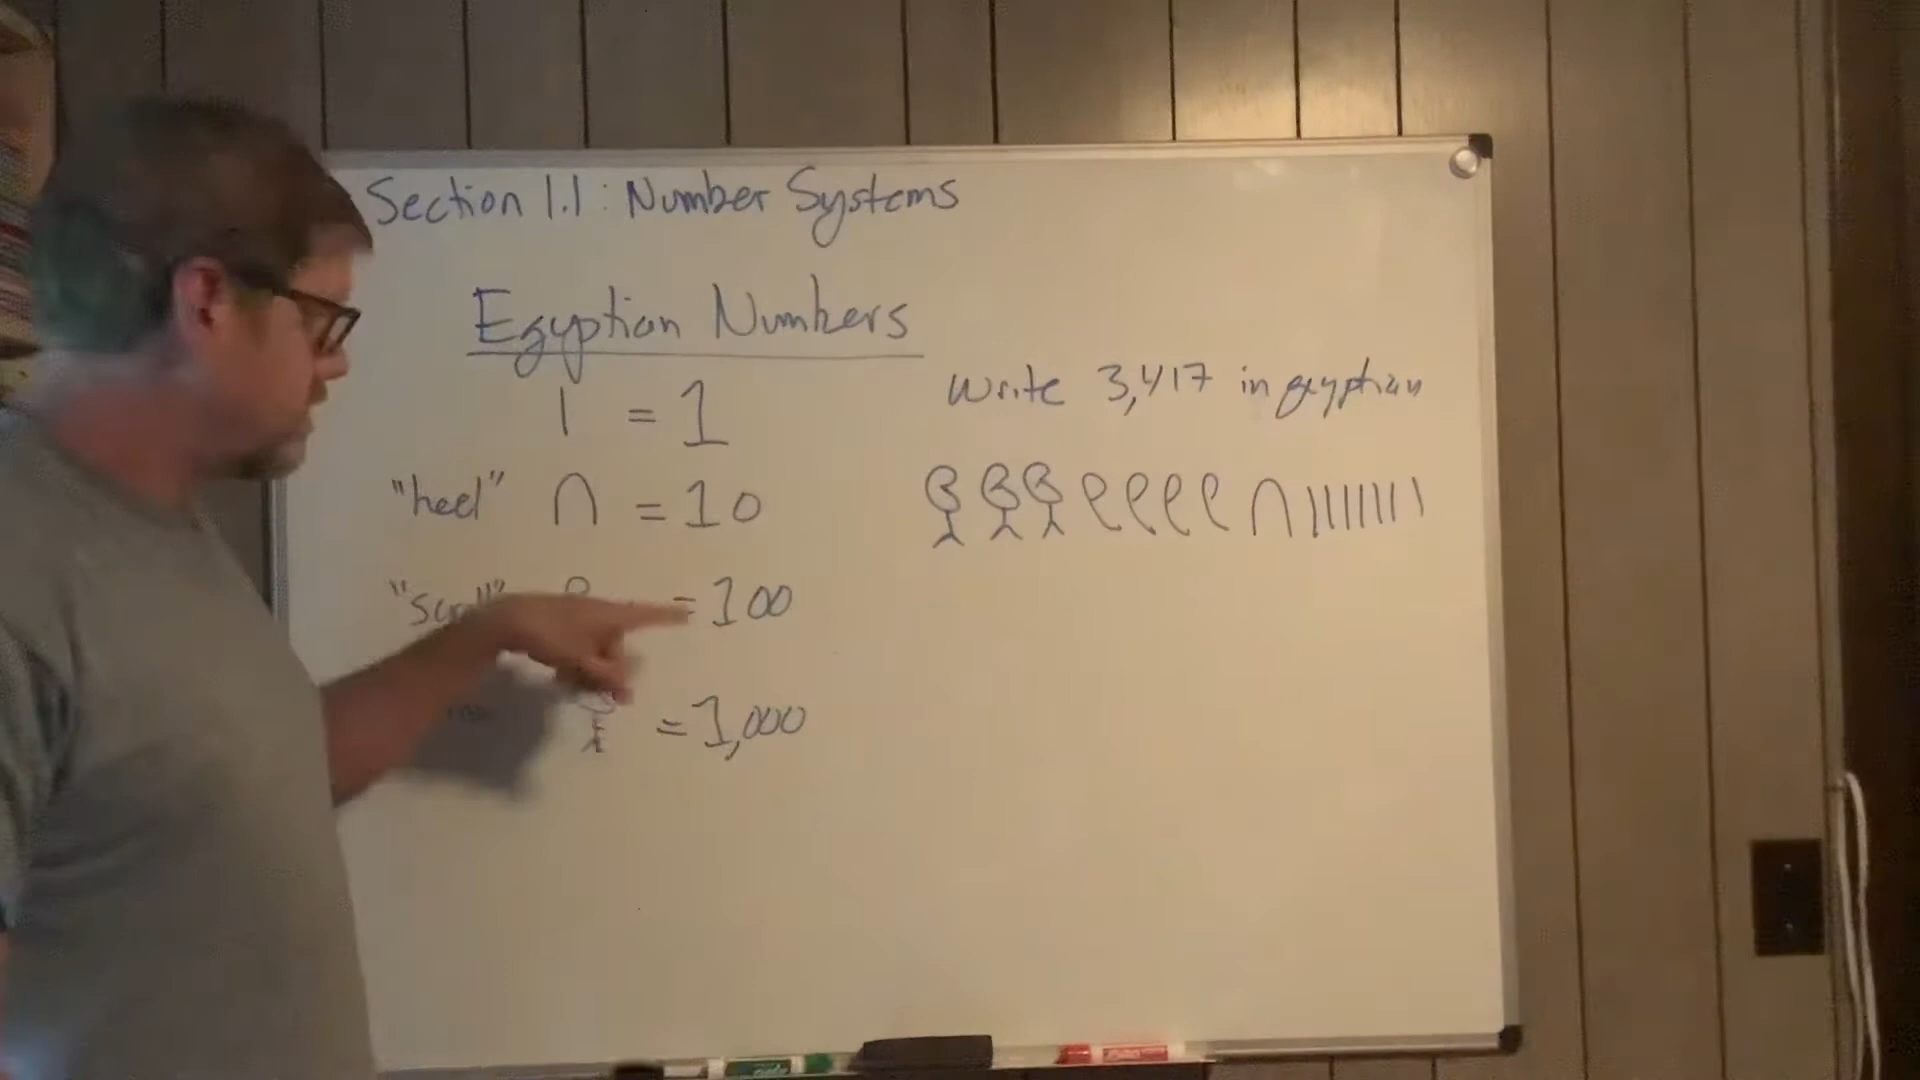 Section 1.1: Number Systems
Egyption Numbers
| = 1
"heel" ∩ = 10
= 100
= 1,000
Write 3,417 in egyptian
∩ | | | | | | |